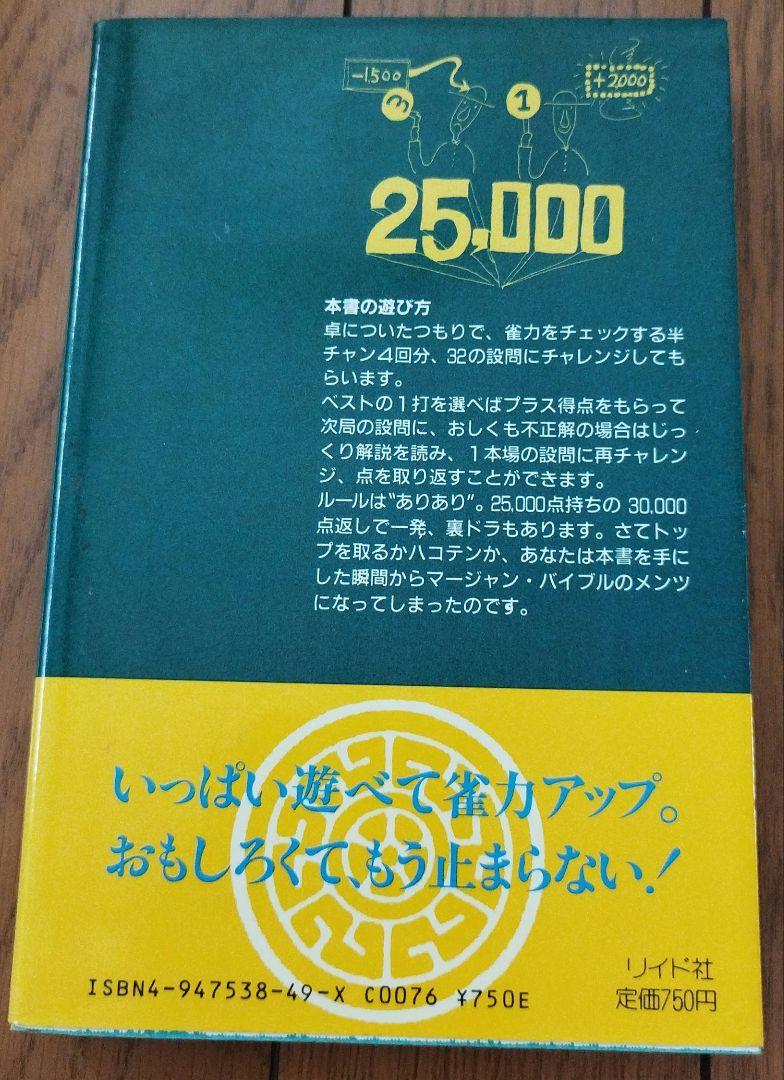 -1,500
3
1
+2,000
25,000
本書の遊び方
卓についたつもりで、雀力をチェックする半
チャン4回分、32の設問にチャレンジしても
らいます。
ベストの1打を選べばプラス得点をもらって
次局の設問に、おしくも不正解の場合はじっ
くり解説を読み、1本場の設問に再チャレン
ジ、点を取り返すことができます。
ルールは"ありあり"。25,000点持ちの 30,000
点返しで一発、裏ドラもあります。さてトッ
プを取るかハコテンか、あなたは本書を手に
した瞬間からマージャン・バイブルのメンツ
になってしまったのです。
いっぱい遊べて雀力アップ。
おもしろくて、もう止まらない!
リイド社
ISBN4-947538-49-X C0076 ¥750E
定価750円